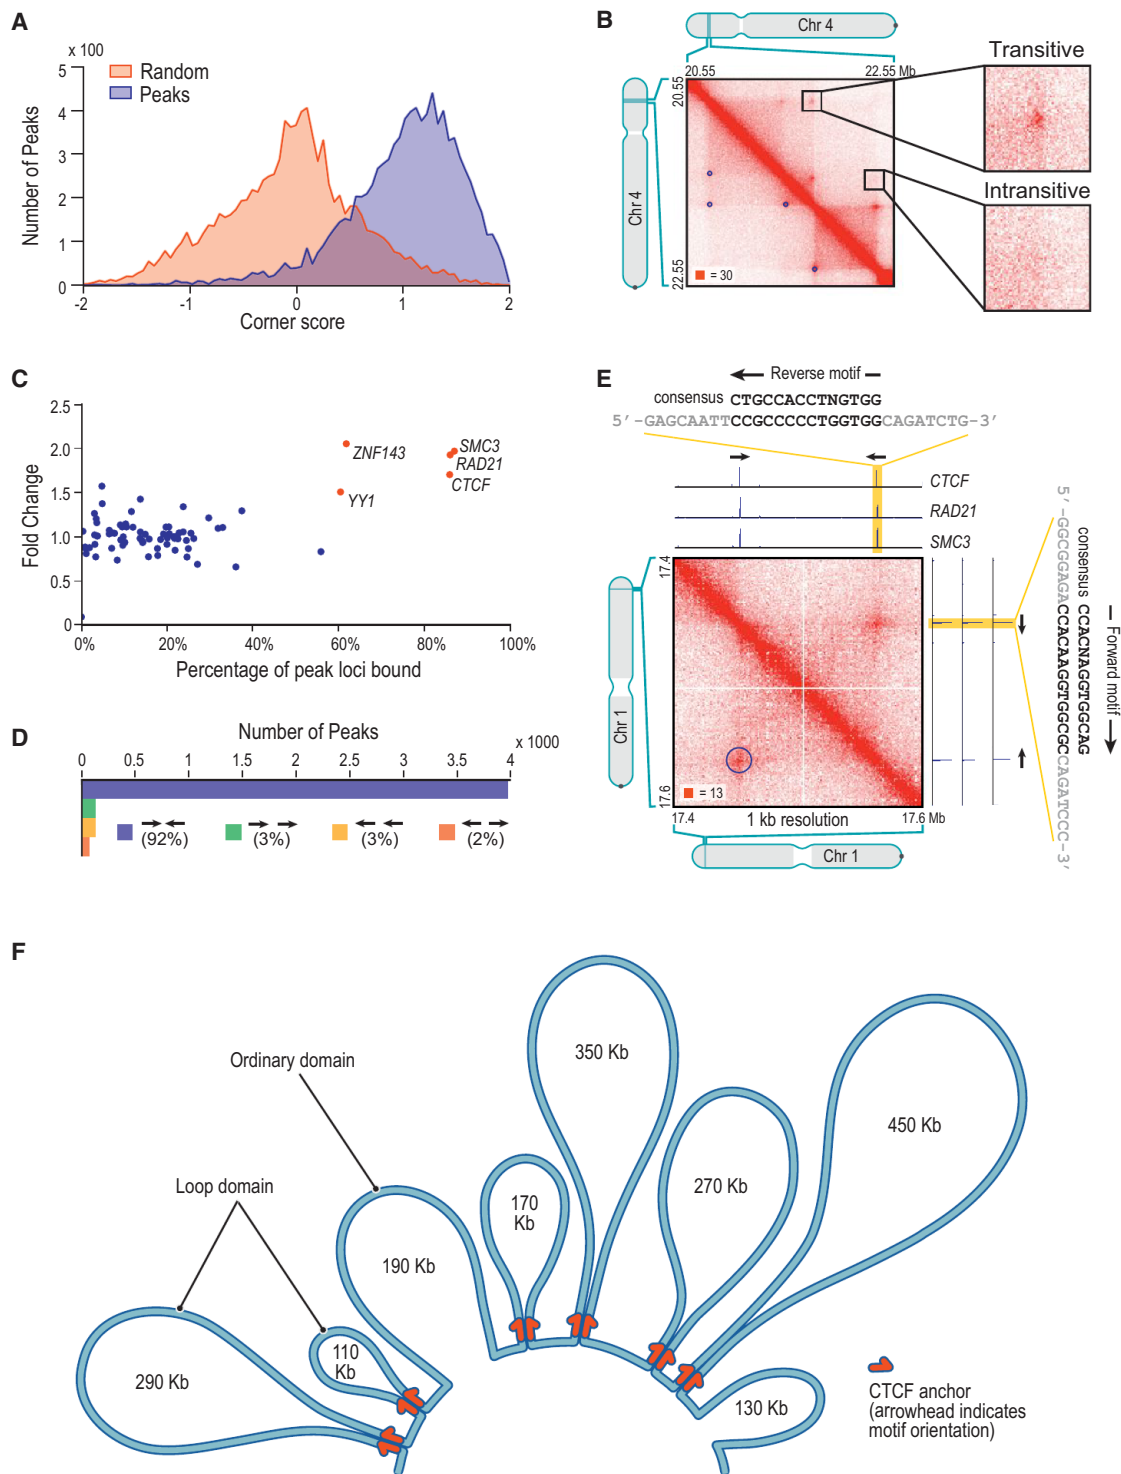 A
x 100
5
4
3
2
1
0
Number of Peaks
Random
Peaks
-2
-1
0
1
2
Corner score
B
Chr 4
20.55
22.55 Mb
20.55
22.55
Chr 4
= 30
Transitive
Intransitive
C
2.5
2.0
1.5
1.0
0.5
0
Fold Change
ZNF143
SMC3
RAD21
CTCF
YY1
0%
20%
40%
60%
80%
100%
Percentage of peak loci bound
D
Number of Peaks
x 1000
0
0.5
1
1.5
2
2.5
3
3.5
4
(92%)
(3%)
(3%)
(2%)
E
Reverse motif
consensus CTGCCACCTNGTGG
5'-GAGCAATTCCGCCCCCTGGTGGCAGATCTG-3'
CTCF
RAD21
SMC3
17.4
17.6
Chr 1
= 13
17.4
1 kb resolution
17.6 Mb
Chr 1
Forward motif
consensus CCACNAGGTGGCAG
5'-GGCGGAGACCACAAGGTGGCGCCAGATCCC-3'
F
Ordinary domain
Loop domain
290 Kb
110
Kb
190 Kb
170
Kb
350 Kb
270 Kb
450 Kb
130 Kb
CTCF anchor
(arrowhead indicates
motif orientation)